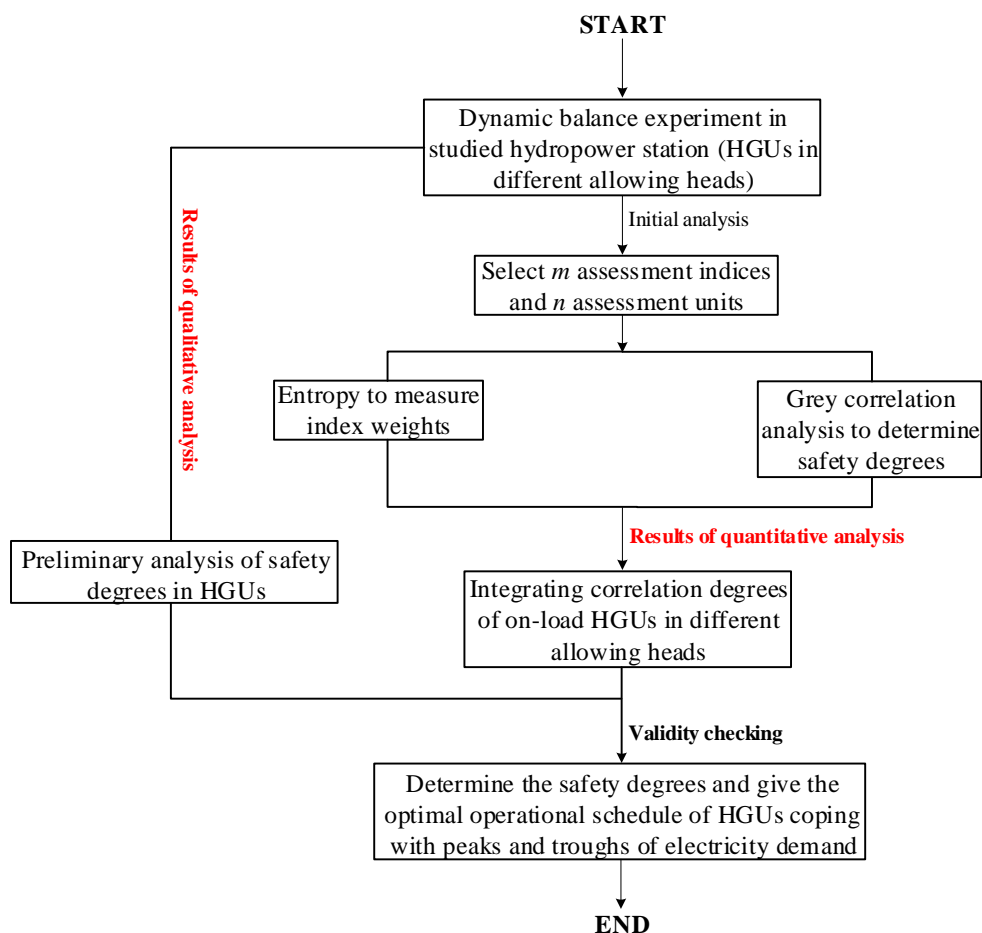 START
Dynamic balance experiment in
studied hydropower station (HGUs in
different allowing heads)
Initial analysis
Results of qualitative analysis
Select m assessment indices
and n assessment units
Entropy to measure
index weights
Grey correlation
analysis to determine
safety degrees
Results of quantitative analysis
Preliminary analysis of safety
degrees in HGUs
Integrating correlation degrees
of on-load HGUs in different
allowing heads
Validity checking
Determine the safety degrees and give the
optimal operational schedule of HGUs coping
with peaks and troughs of electricity demand
END